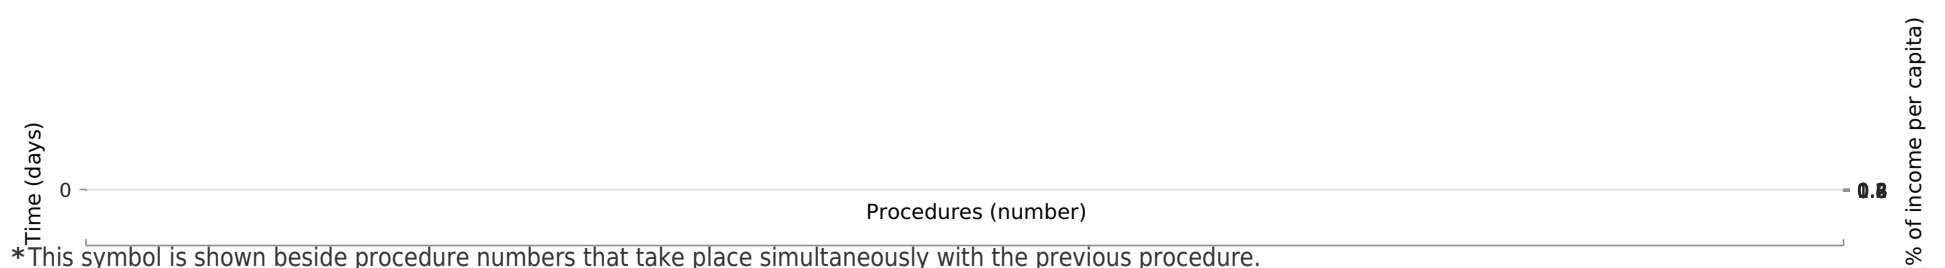 Time (days)
0
Procedures (number)
% of income per capita)
*This symbol is shown beside procedure numbers that take place simultaneously with the previous procedure.